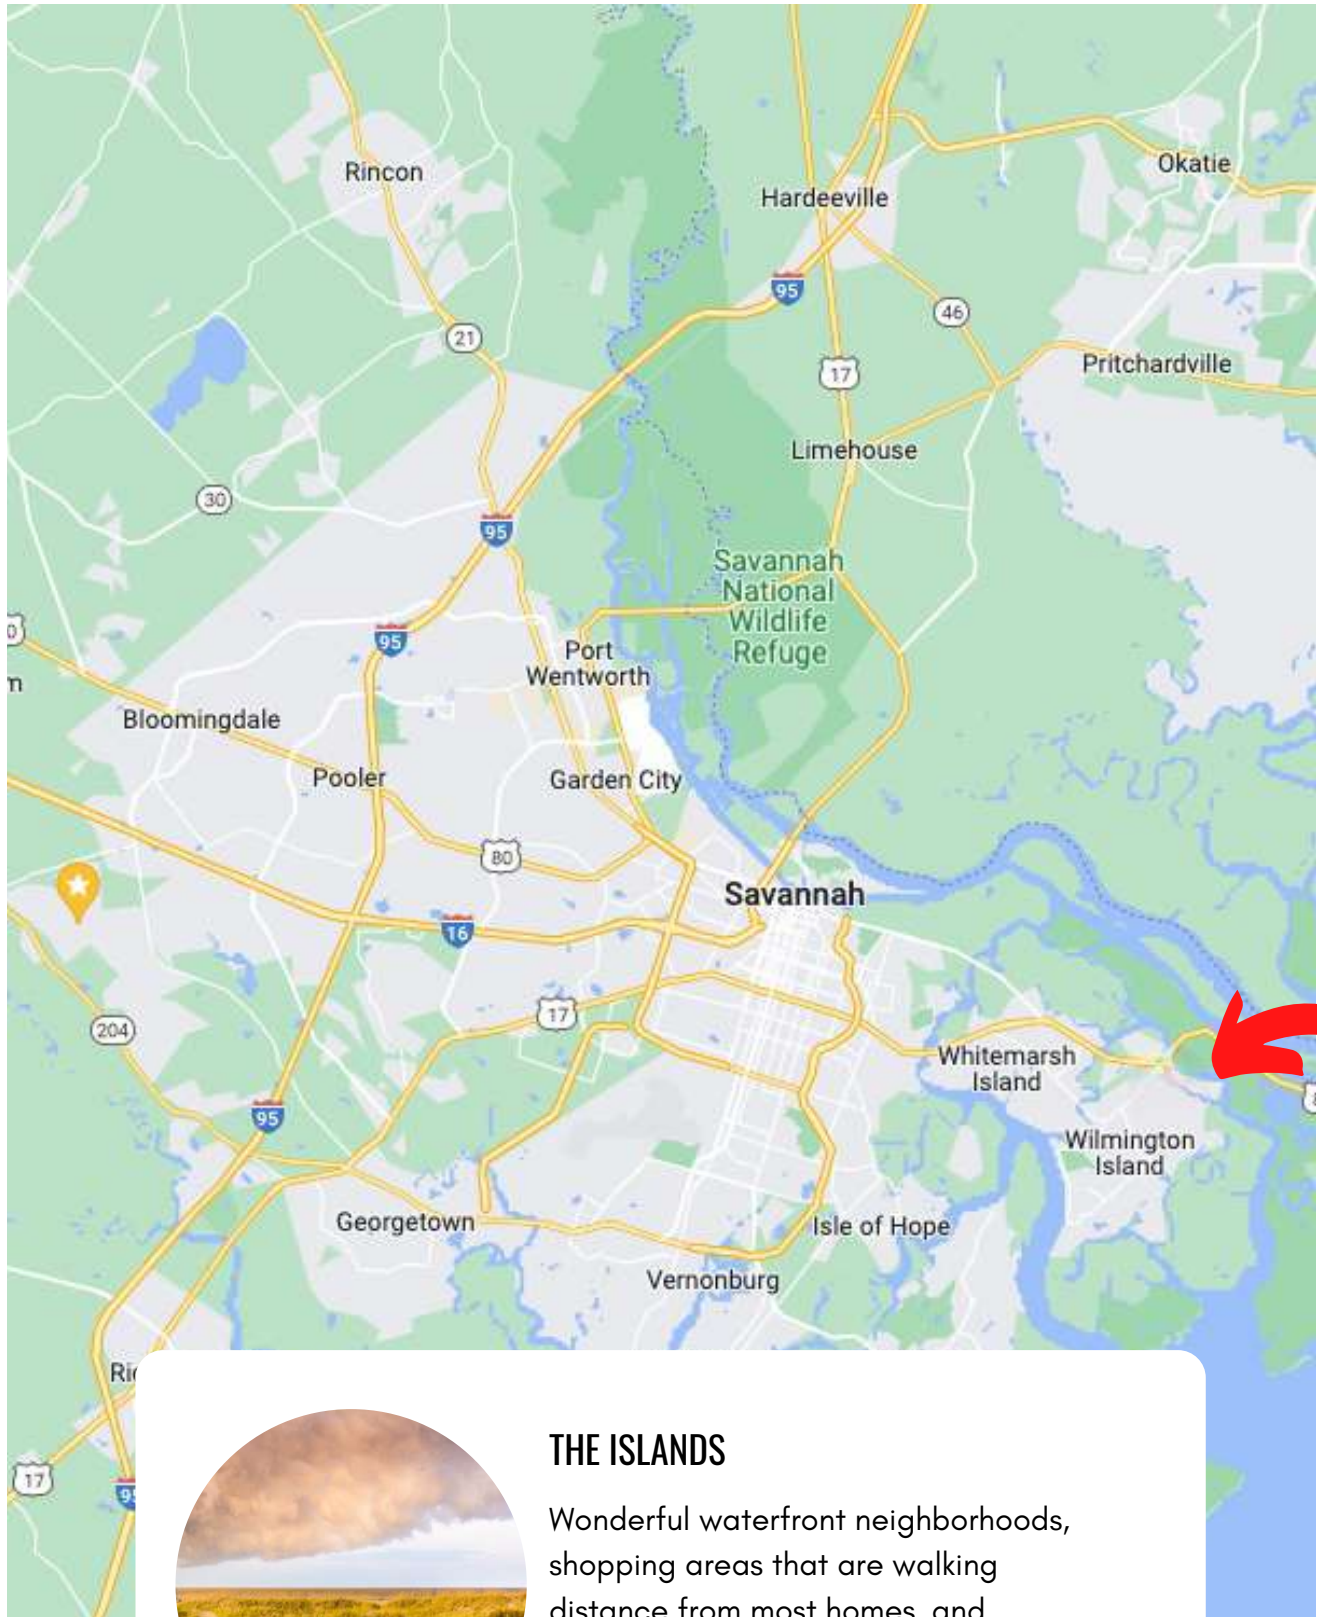 Rincon
Okatie
Hardeeville
95
46
21
17
Pritchardville
Limehouse
30
95
Savannah
National
Wildlife
Refuge
95
Port
Wentworth
Bloomingdale
Pooler
Garden City
80
Savannah
16
17
204
Whitemarsh
Island
95
Wilmington
Island
Georgetown
Isle of Hope
Vernonburg
17
THE ISLANDS
Wonderful waterfront neighborhoods,
shopping areas that are walking
distance from most homes, and